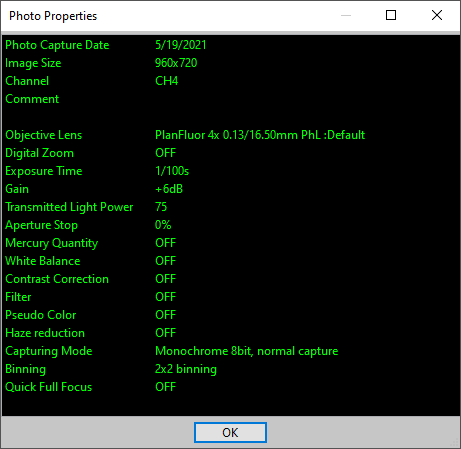 Photo Properties
Photo Capture Date 5/19/2021
Image Size 960x720
Channel CH4
Comment
Objective Lens PlanFluor 4x 0.13/16.50mm PhL :Default
Digital Zoom OFF
Exposure Time 1/100s
Gain +6dB
Transmitted Light Power 75
Aperture Stop 0%
Mercury Quantity OFF
White Balance OFF
Contrast Correction OFF
Filter OFF
Pseudo Color OFF
Haze reduction OFF
Capturing Mode Monochrome 8bit, normal capture
Binning 2x2 binning
Quick Full Focus OFF
OK